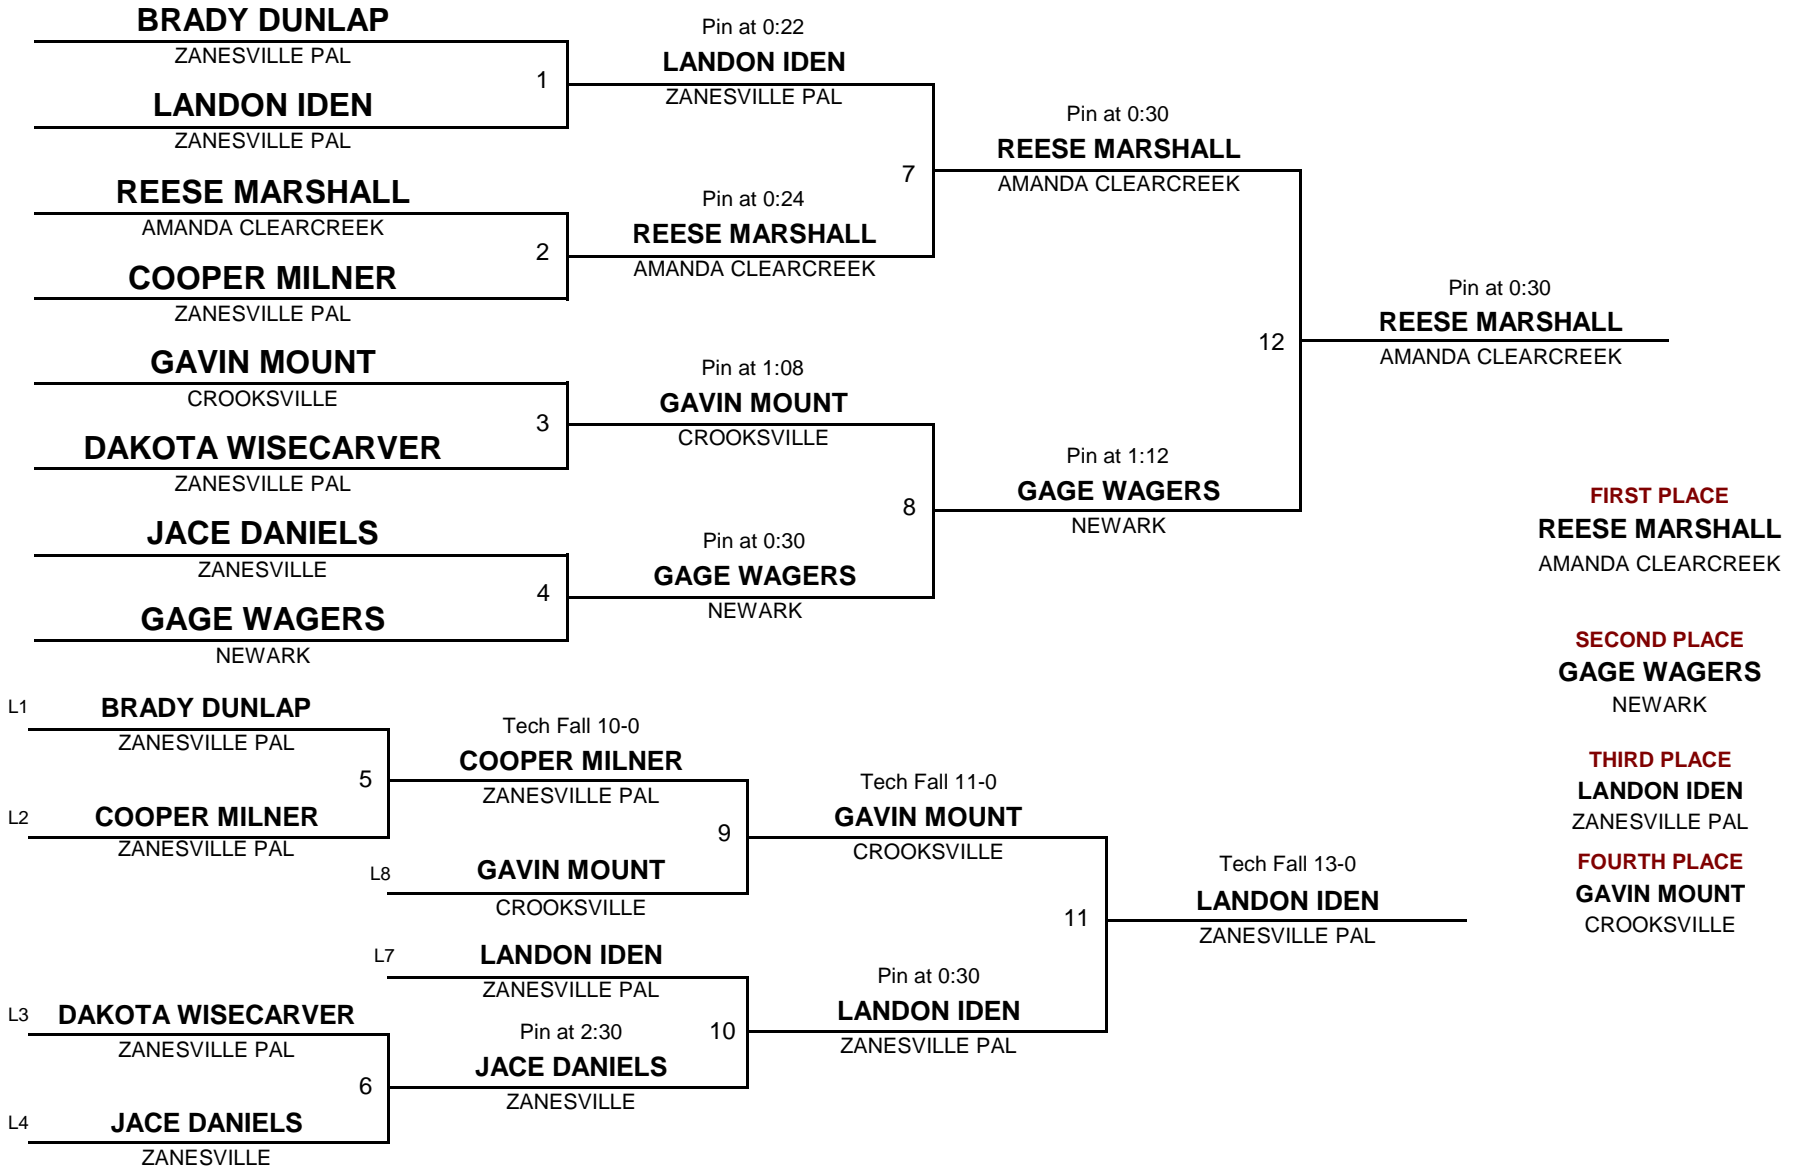 BRADY DUNLAP
ZANESVILLE PAL
1
LANDON IDEN
ZANESVILLE PAL
Pin at 0:22
LANDON IDEN
ZANESVILLE PAL
REESE MARSHALL
AMANDA CLEARCREEK
2
COOPER MILNER
ZANESVILLE PAL
Pin at 0:24
REESE MARSHALL
AMANDA CLEARCREEK
7
Pin at 0:30
REESE MARSHALL
AMANDA CLEARCREEK
GAVIN MOUNT
CROOKSVILLE
3
DAKOTA WISECARVER
ZANESVILLE PAL
Pin at 1:08
GAVIN MOUNT
CROOKSVILLE
JACE DANIELS
ZANESVILLE
4
GAGE WAGERS
NEWARK
Pin at 0:30
GAGE WAGERS
NEWARK
8
Pin at 1:12
GAGE WAGERS
NEWARK
12
Pin at 0:30
REESE MARSHALL
AMANDA CLEARCREEK
FIRST PLACE
REESE MARSHALL
AMANDA CLEARCREEK
SECOND PLACE
GAGE WAGERS
NEWARK
THIRD PLACE
LANDON IDEN
ZANESVILLE PAL
FOURTH PLACE
GAVIN MOUNT
CROOKSVILLE
L1
BRADY DUNLAP
ZANESVILLE PAL
5
L2
COOPER MILNER
ZANESVILLE PAL
Tech Fall 10-0
COOPER MILNER
ZANESVILLE PAL
9
L8
GAVIN MOUNT
CROOKSVILLE
Tech Fall 11-0
GAVIN MOUNT
CROOKSVILLE
L7
LANDON IDEN
ZANESVILLE PAL
L3
DAKOTA WISECARVER
ZANESVILLE PAL
6
L4
JACE DANIELS
ZANESVILLE
Pin at 2:30
JACE DANIELS
ZANESVILLE
10
Pin at 0:30
LANDON IDEN
ZANESVILLE PAL
11
Tech Fall 13-0
LANDON IDEN
ZANESVILLE PAL